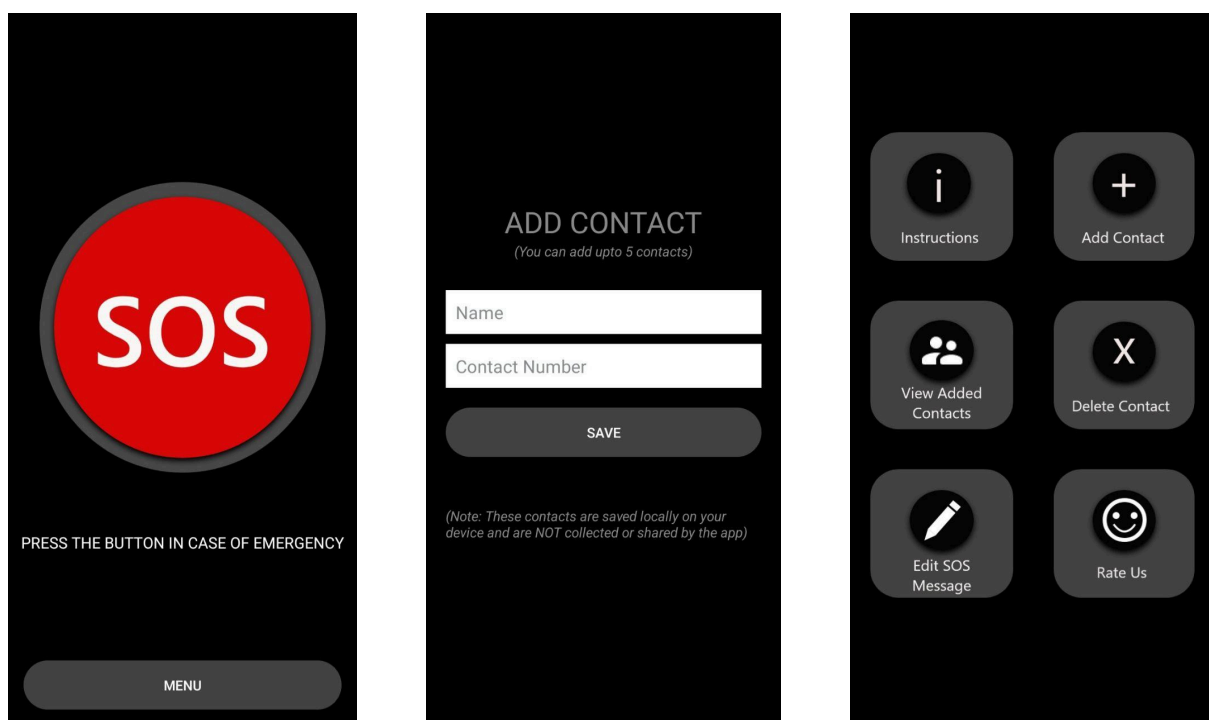 SOS
PRESS THE BUTTON IN CASE OF EMERGENCY
MENU
ADD CONTACT
(You can add upto 5 contacts)
Name
Contact Number
SAVE
(Note: These contacts are saved locally on your
device and are NOT collected or shared by the app)
i
Instructions
+
Add Contact
View Added
Contacts
X
Delete Contact
Edit SOS
Message
Rate Us